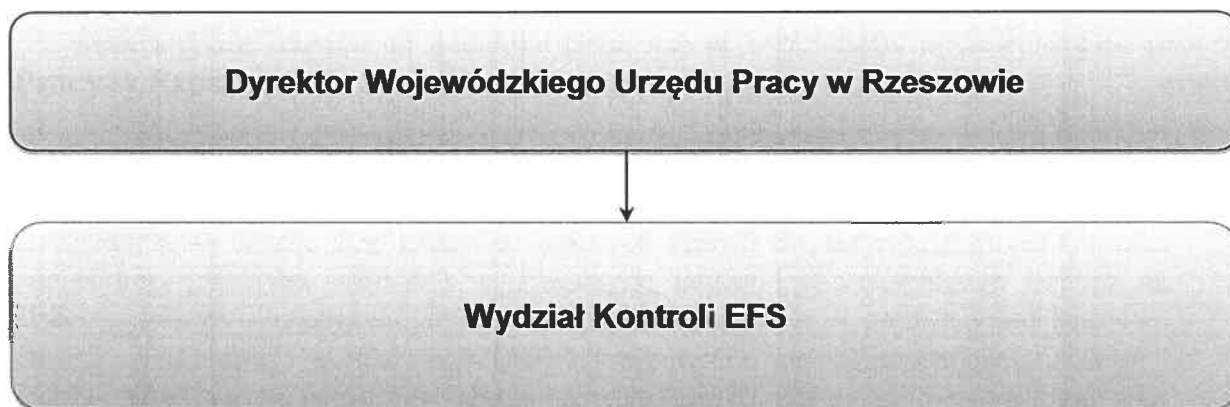 Dyrektor Wojewódzkiego Urzędu Pracy w Rzeszowie
Wydział Kontroli EFS